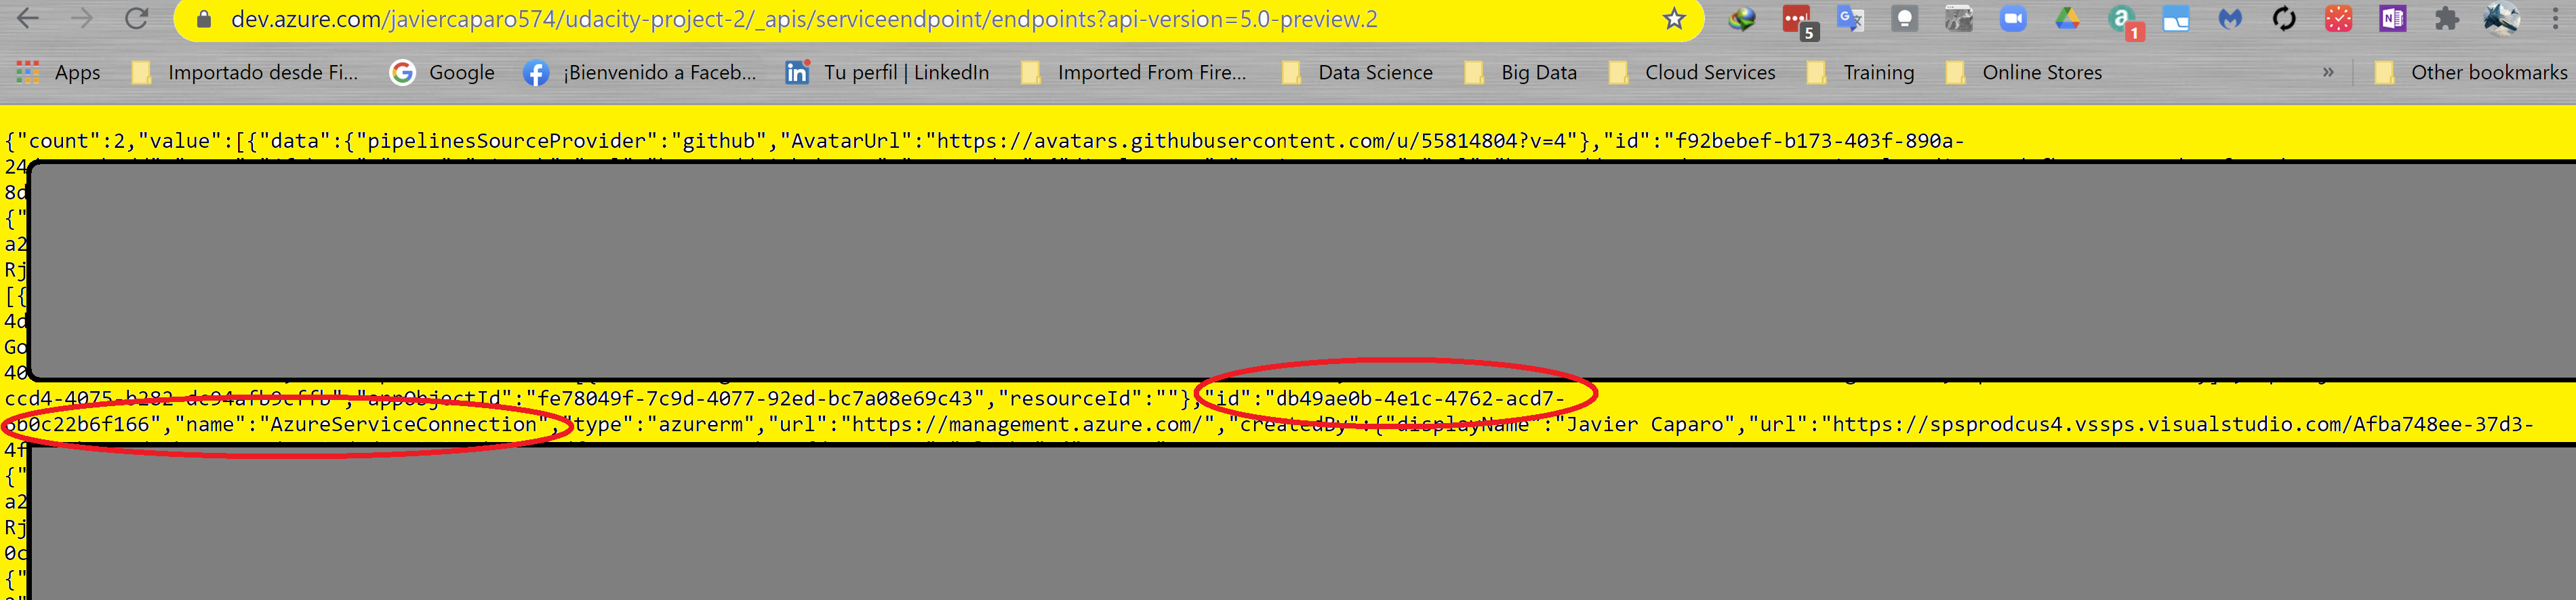 dev.azure.com/javiercaparo574/udacity-project-2/_apis/serviceendpoint/endpoints?api-version=5.0-preview.2
5
1
Apps Importado desde Fi... Google ¡Bienvenido a Faceb... Tu perfil | LinkedIn Imported From Fire... Data Science Big Data Cloud Services Training Online Stores » Other bookmarks
{"count":2,"value":[{"data":{"pipelinesSourceProvider":"github","AvatarUrl":"https://avatars.githubusercontent.com/u/55814804?v=4"},"id":"f92bebef-b173-403f-890a-
24
8d
{"
a2
Rj
[{
4d
Go
40
ccd4-4075-b282-dc94afb9cffb","appObjectId":"fe78049f-7c9d-4077-92ed-bc7a08e69c43","resourceId":""},"id":"db49ae0b-4e1c-4762-acd7-
6b0c22b6f166","name":"AzureServiceConnection","type":"azurerm","url":"https://management.azure.com/","createdBy":{"displayName":"Javier Caparo","url":"https://spsprodcus4.vssps.visualstudio.com/Afba748ee-37d3-
4f
{"
a2
Rj
0c
{"